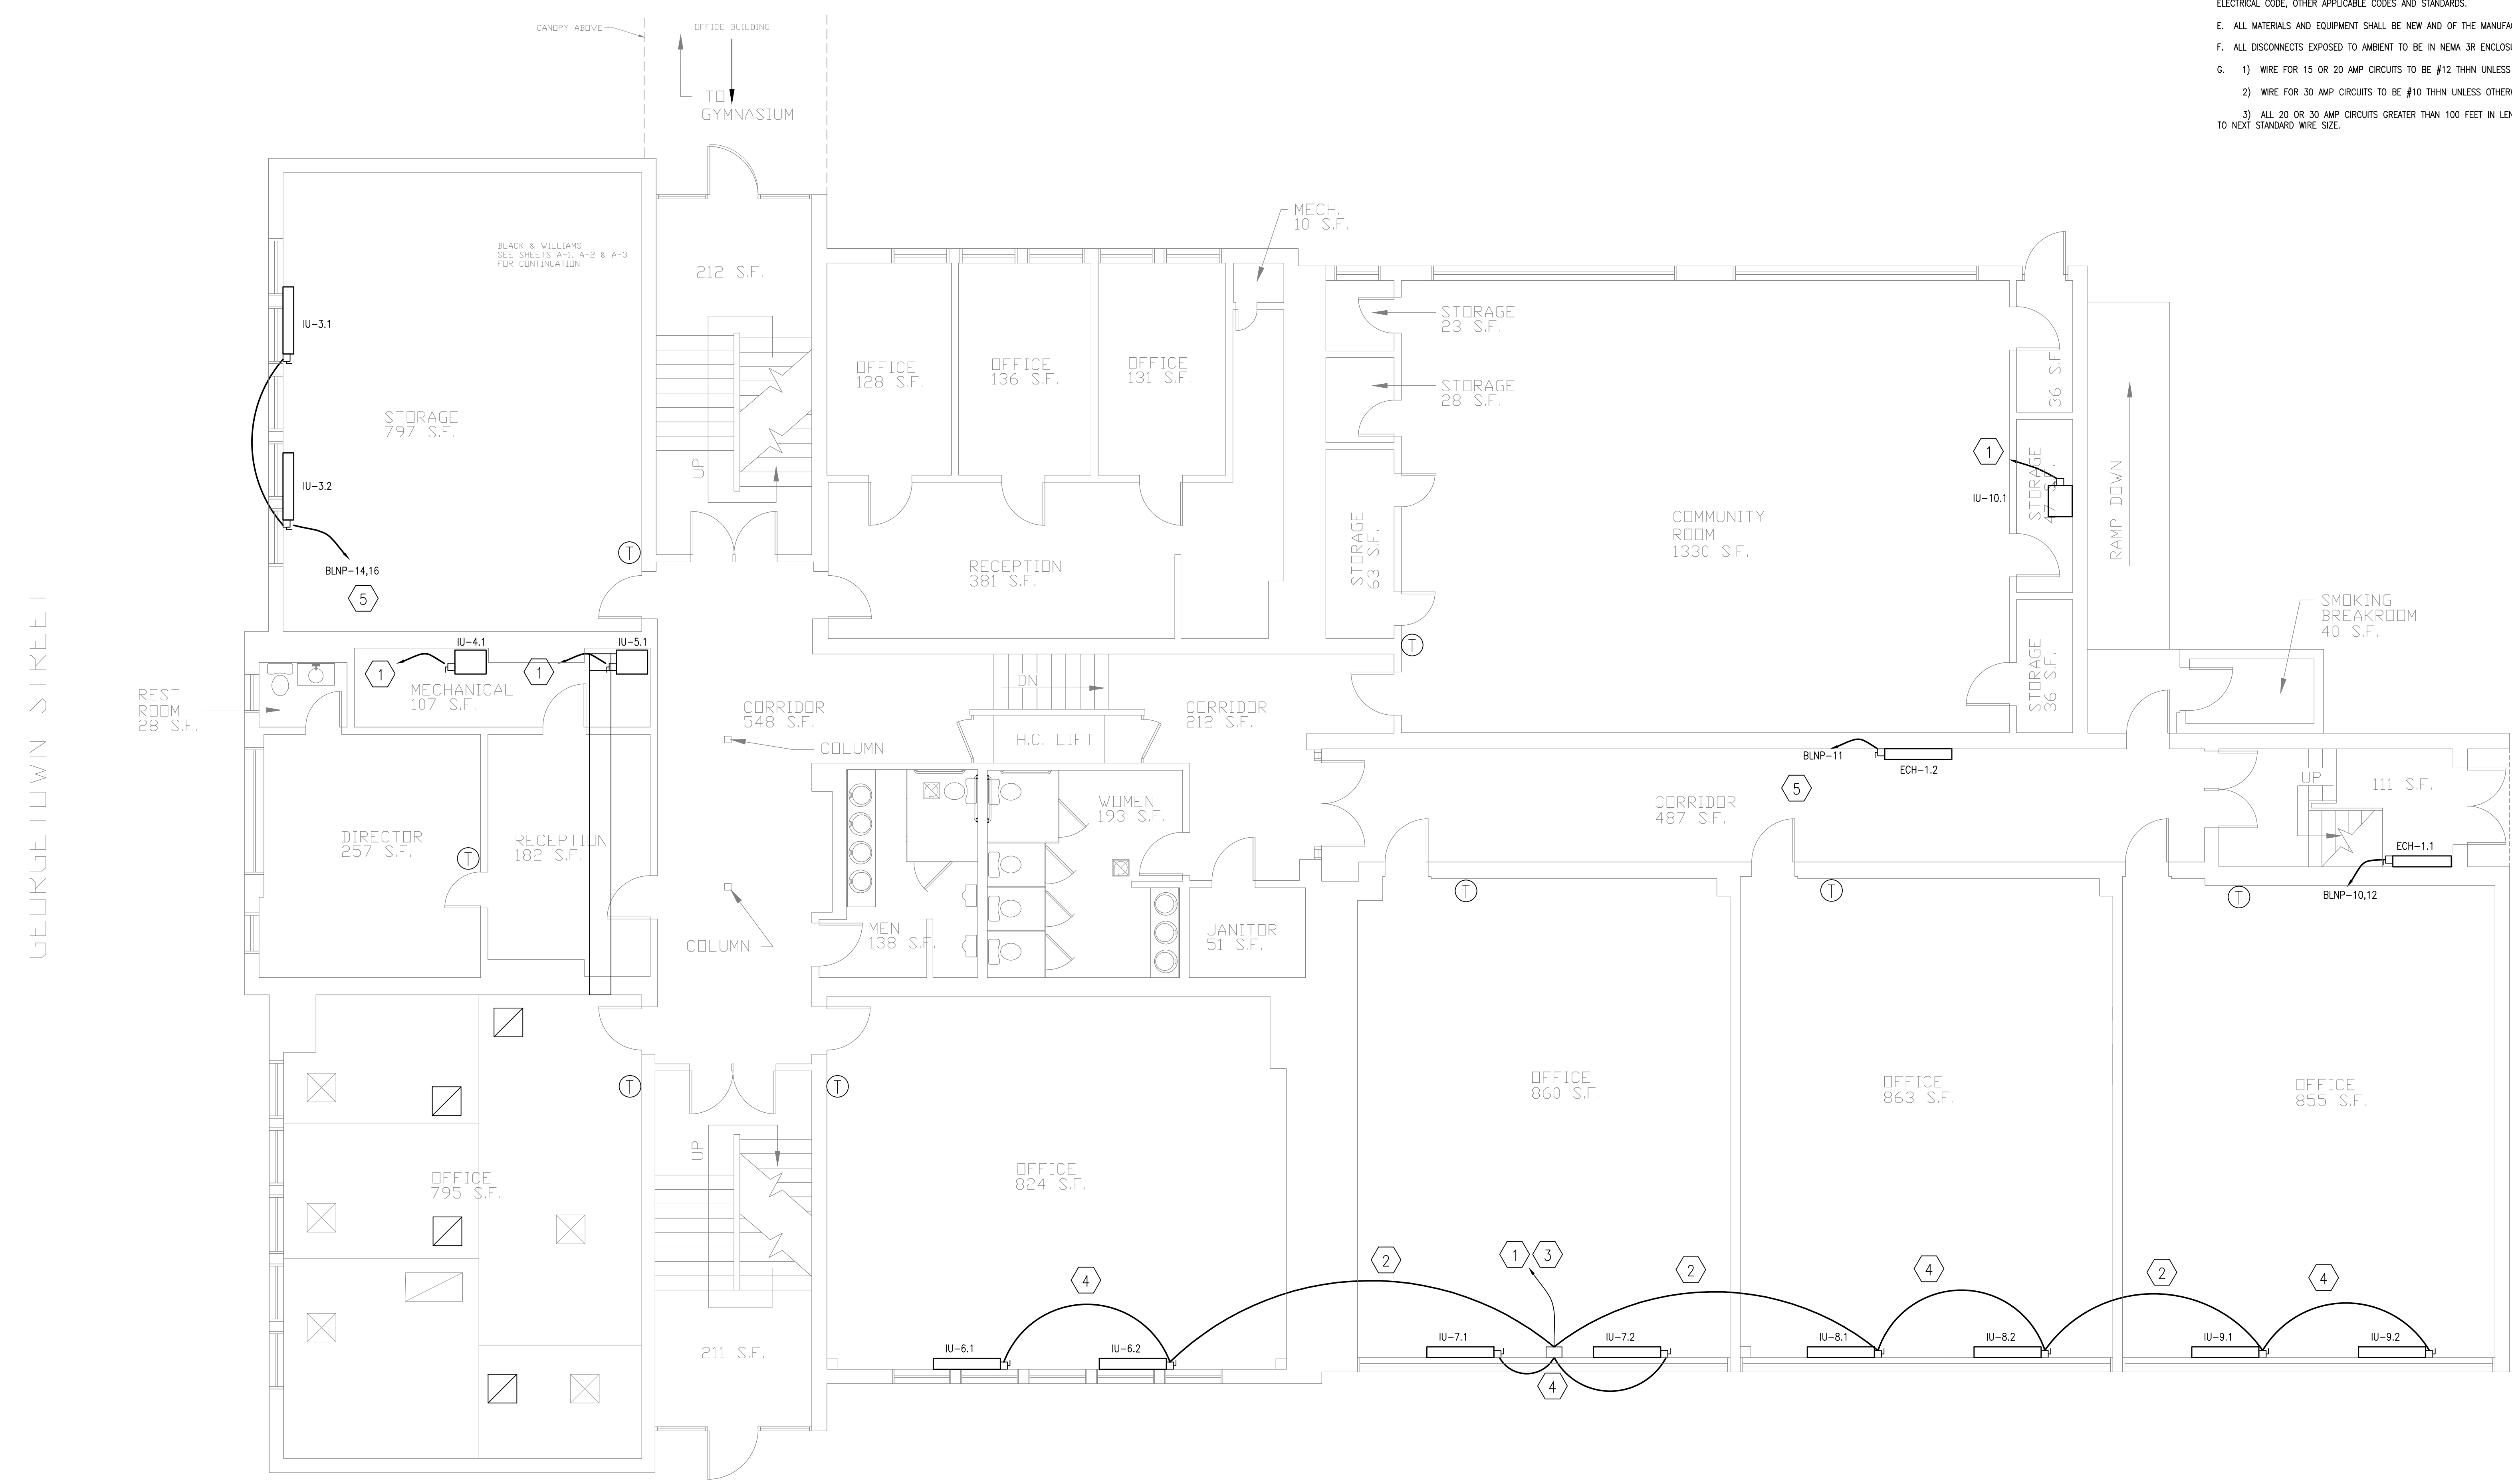 ELECTRICAL CODE, OTHER APPLICABLE CODES AND STANDARDS.
E. ALL MATERIALS AND EQUIPMENT SHALL BE NEW AND OF THE
F. ALL DISCONNECTS EXPOSED TO AMBIENT TO BE IN NEMA 3R
G. 1) WIRE FOR 15 OR 20 AMP CIRCUITS TO BE #12 THHN UNLESS
2) WIRE FOR 30 AMP CIRCUITS TO BE #10 THHN UNLESS
3) ALL 20 OR 30 AMP CIRCUITS GREATER THAN 100 FEET IN
TO NEXT STANDARD WIRE SIZE.
CANOPY ABOVE
OFFICE BUILDING
TO
GYMNASIUM
MECH.
10 S.F.
BLACK & WILLIAMS
SEE SHEETS A-1, A-2 & A-3
FOR CONTINUATION
212 S.F.
IU-3.1
STORAGE
23 S.F.
OFFICE
128 S.F.
OFFICE
136 S.F.
OFFICE
131 S.F.
STORAGE
28 S.F.
36 S.F.
STORAGE
797 S.F.
UP
1
STORAGE
47
IU-3.2
IU-10.1
RAMP DOWN
COMMUNITY
ROOM
1330 S.F.
STORAGE
63 S.F.
T
BLNP-14,16
5
RECEPTION
381 S.F.
SMOKING
BREAKROOM
40 S.F.
GEORGETOWN STREET
IU-4.1
IU-5.1
T
1
1
STORAGE
36 S.F.
MECHANICAL
107 S.F.
REST
ROOM
28 S.F.
DN
CORRIDOR
548 S.F.
CORRIDOR
212 S.F.
COLUMN
H.C. LIFT
BLNP-11
ECH-1.2
5
UP
111 S.F.
WOMEN
193 S.F.
CORRIDOR
487 S.F.
DIRECTOR
257 S.F.
RECEPTION
182 S.F.
T
ECH-1.1
T
T
T
BLNP-10,12
MEN
138 S.F.
JANITOR
51 S.F.
COLUMN
T
T
OFFICE
860 S.F.
OFFICE
863 S.F.
OFFICE
855 S.F.
UP
OFFICE
795 S.F.
OFFICE
824 S.F.
4
2
1
3
2
4
2
4
211 S.F.
IU-6.1
IU-6.2
IU-7.1
IU-7.2
IU-8.1
IU-8.2
IU-9.1
IU-9.2
4